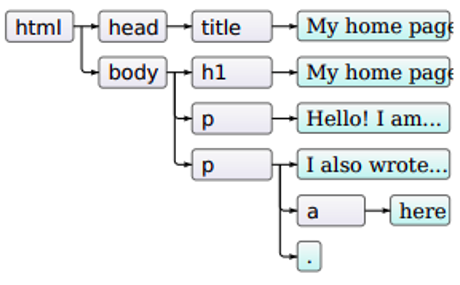 html head title My home page
body h1 My home page
p Hello! I am...
p I also wrote...
a here
.